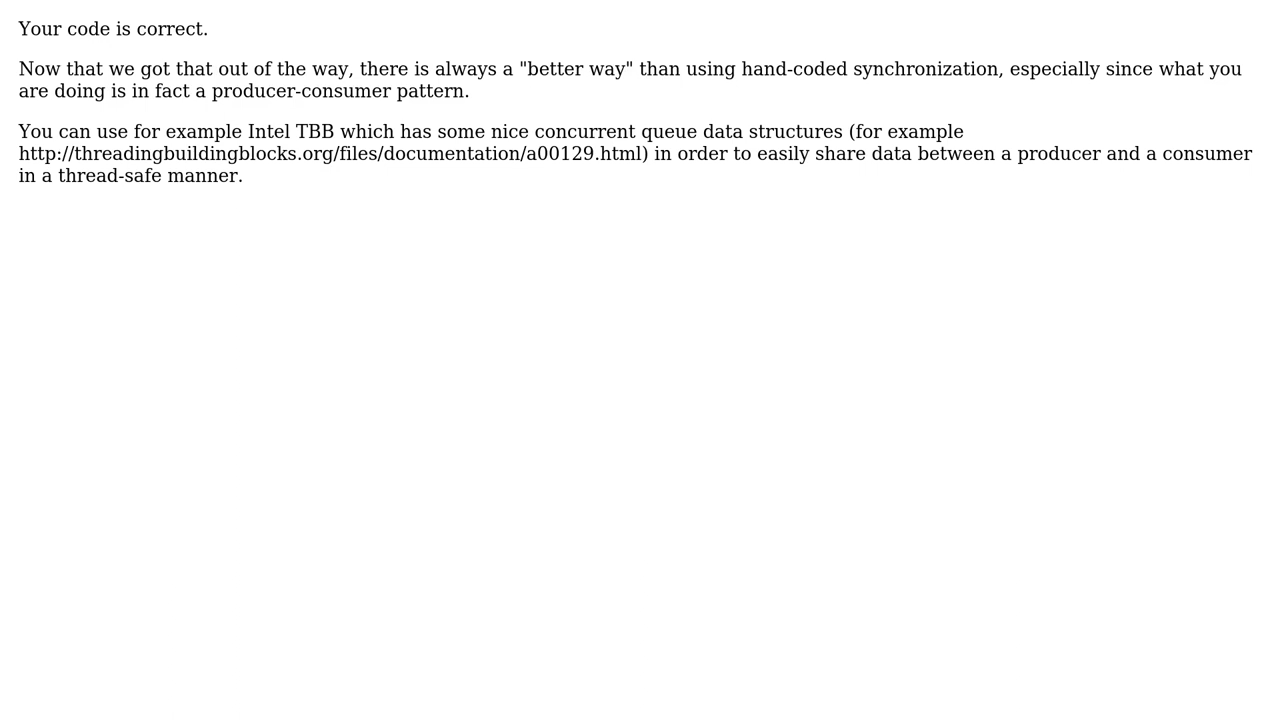 Your code is correct.
Now that we got that out of the way, there is always a "better way" than using hand-coded synchronization, especially since what you
are doing is in fact a producer-consumer pattern.
You can use for example Intel TBB which has some nice concurrent queue data structures (for example
http://threadingbuildingblocks.org/files/documentation/a00129.html) in order to easily share data between a producer and a consumer
in a thread-safe manner.